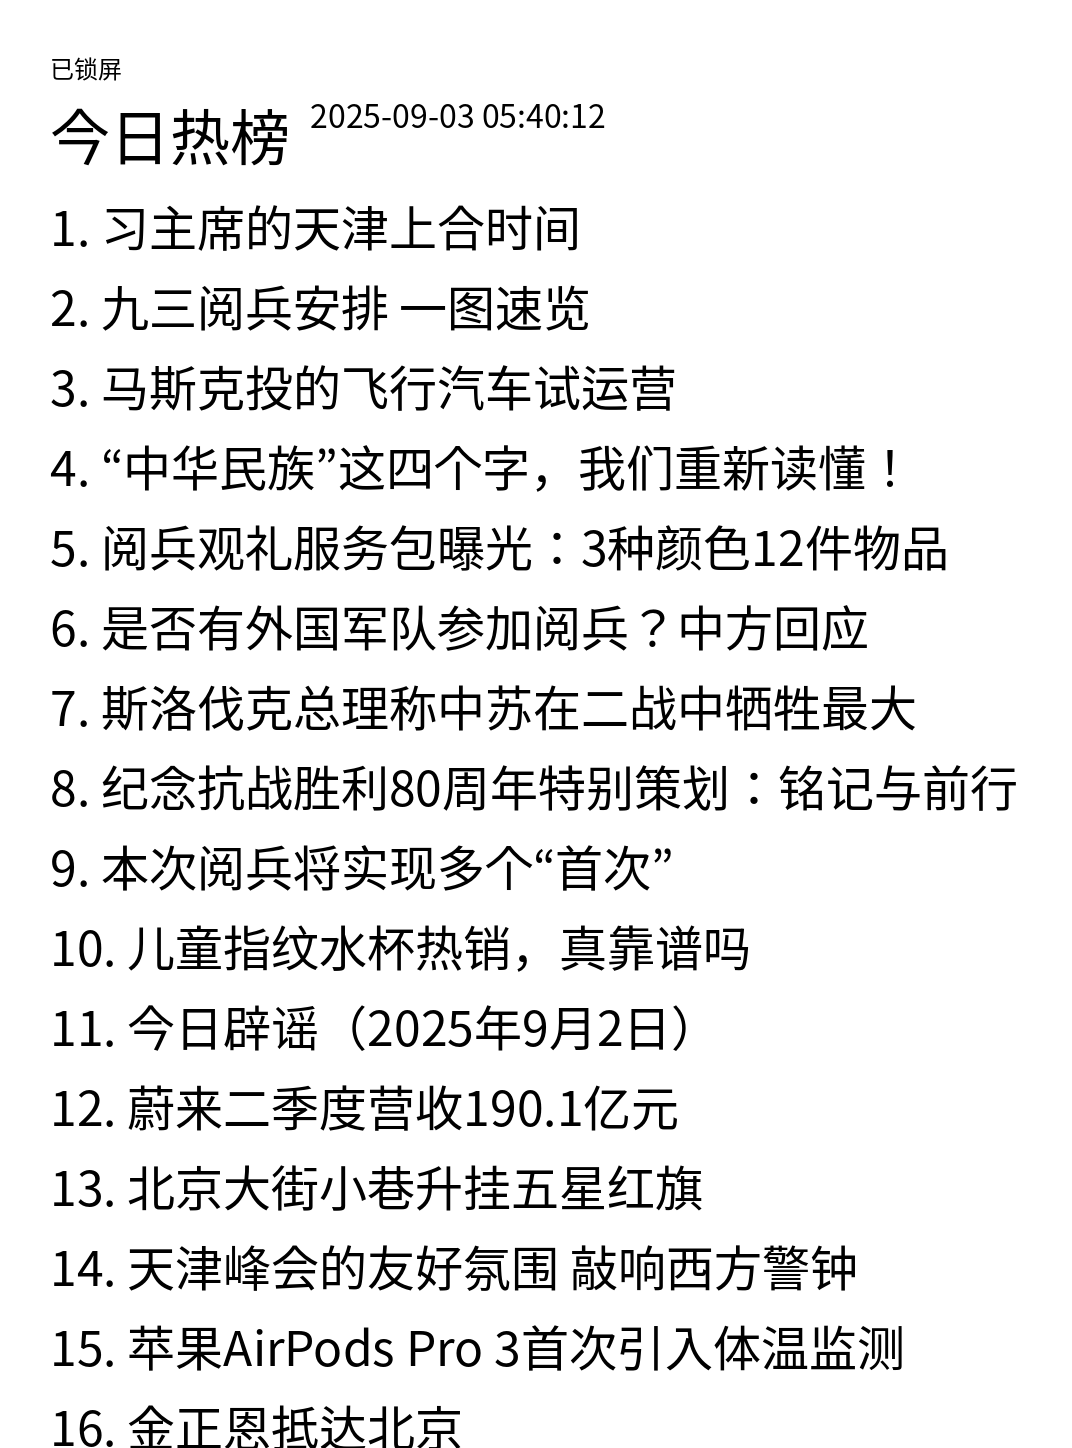 已锁屏
今日热榜 2025-09-03 05:40:12
1. 习主席的天津上合时间
2. 九三阅兵安排 一图速览
3. 马斯克投的飞行汽车试运营
4. “中华民族”这四个字，我们重新读懂！
5. 阅兵观礼服务包曝光：3种颜色12件物品
6. 是否有外国军队参加阅兵？中方回应
7. 斯洛伐克总理称中苏在二战中牺牲最大
8. 纪念抗战胜利80周年特别策划：铭记与前行
9. 本次阅兵将实现多个“首次”
10. 儿童指纹水杯热销，真靠谱吗
11. 今日辟谣（2025年9月2日）
12. 蔚来二季度营收190.1亿元
13. 北京大街小巷升挂五星红旗
14. 天津峰会的友好氛围 敲响西方警钟
15. 苹果AirPods Pro 3首次引入体温监测
16. 金正恩抵达北京